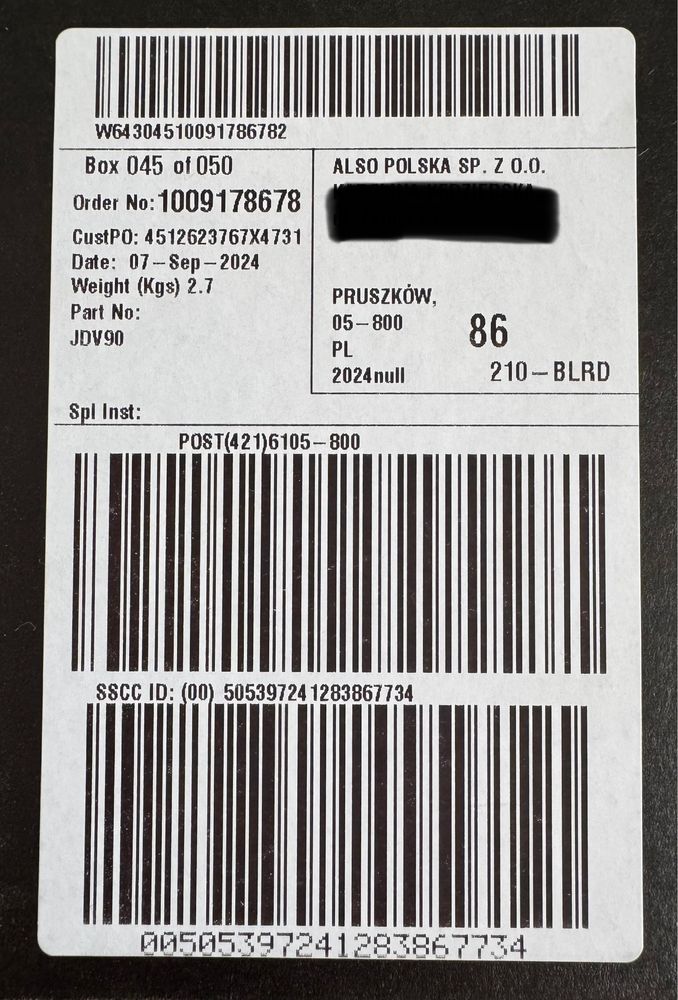 W64304510091786782
Box 045 of 050
Order No: 1009178678
CustPO: 4512623767X4731
Date: 07-Sep-2024
Weight (Kgs) 2.7
Part No:
JDV90
Spl Inst:
ALSO POLSKA SP. Z O.O.
PRUSZKÓW,
05-800
PL
2024null
86
210-BLRD
POST(421)6105-800
SSCC ID: (00) 505397241283867734
00505397241283867734